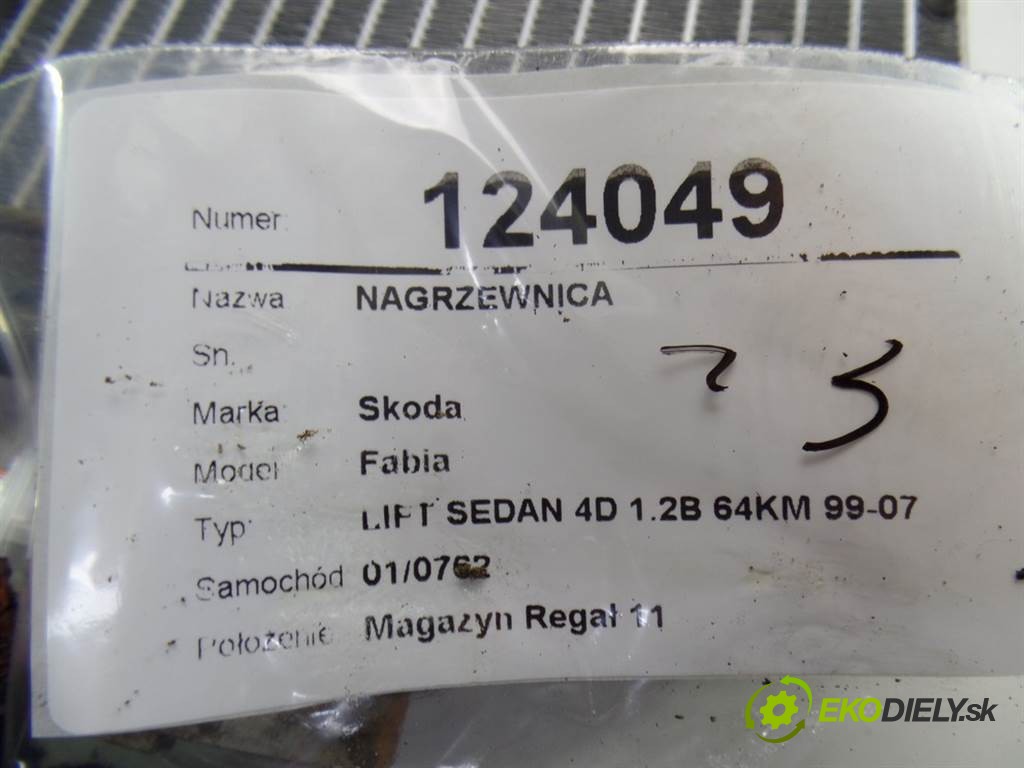 Numer: 124049
Nazwa NAGRZEWNICA
Sn.
Marka Skoda
Model Fabia
Typ: LIFT SEDAN 4D 1.2B 64KM 99-07
Samochód 01/0762
Położenie Magazyn Regał 11
EKODIELY.sk